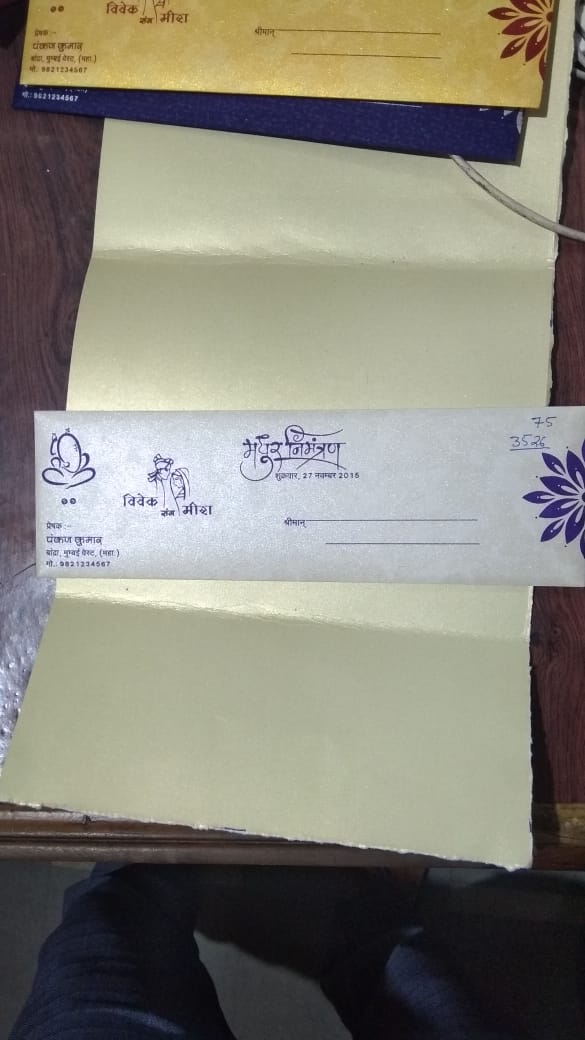 विवेक
संग मीरा
श्रीमान्
प्रेषक :-
पंकज कुमार
बांद्रा, मुम्बई वेस्ट, (महा.)
मो.: 9821234567
मो.: 9821234567
75
3526
मधुर निमंत्रण
शुक्रवार, 27 नवम्बर 2015
विवेक
संग मीरा
श्रीमान्
प्रेषक :-
पंकज कुमार
बांद्रा, मुम्बई वेस्ट, (महा.)
मो.: 9821234567